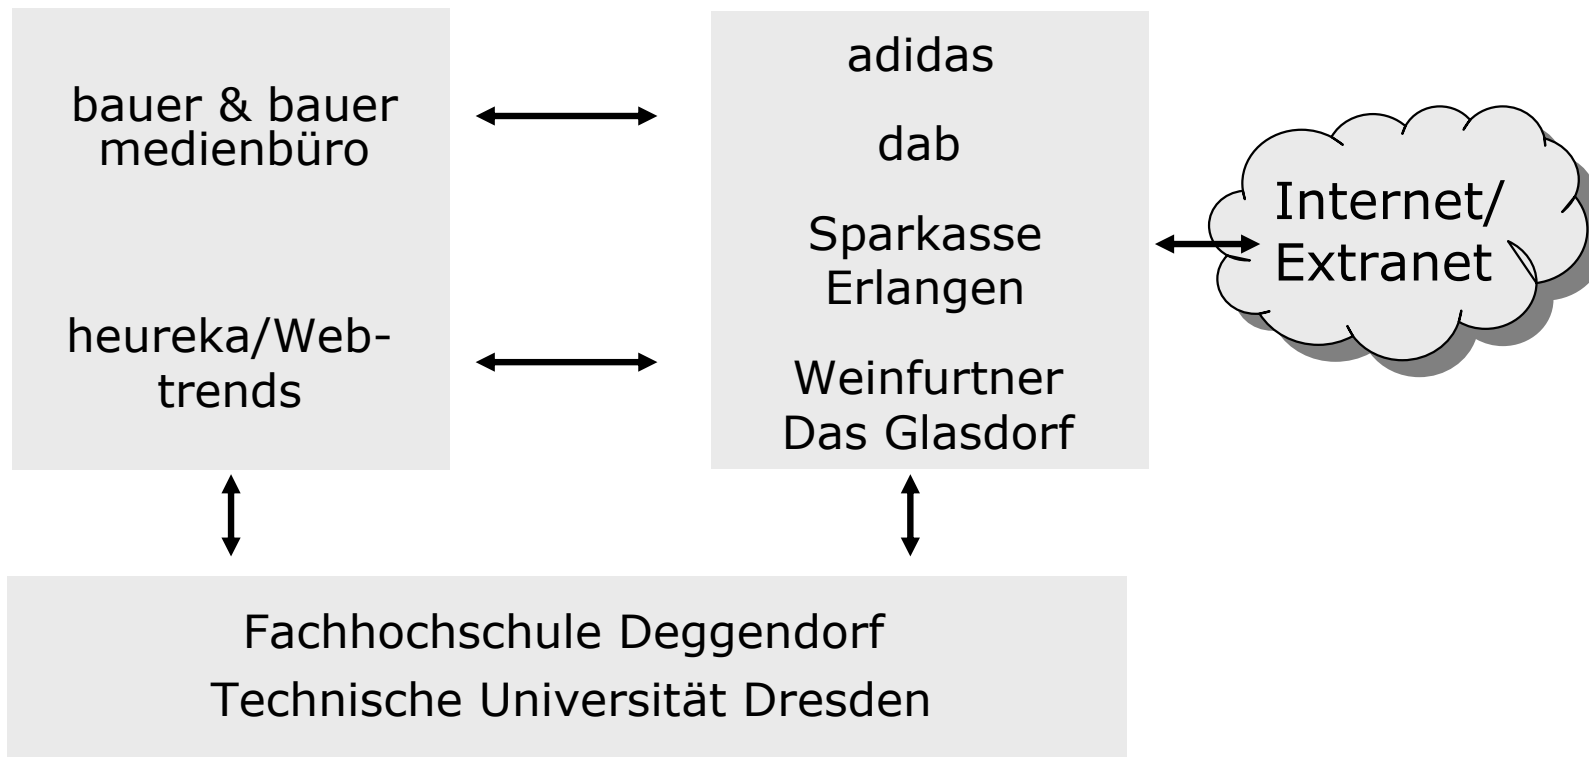 bauer & bauer
medienbüro
heureka/Web-
trends
adidas
dab
Sparkasse
Erlangen
Weinfurtner
Das Glasdorf
Internet/
Extranet
Fachhochschule Deggendorf
Technische Universität Dresden